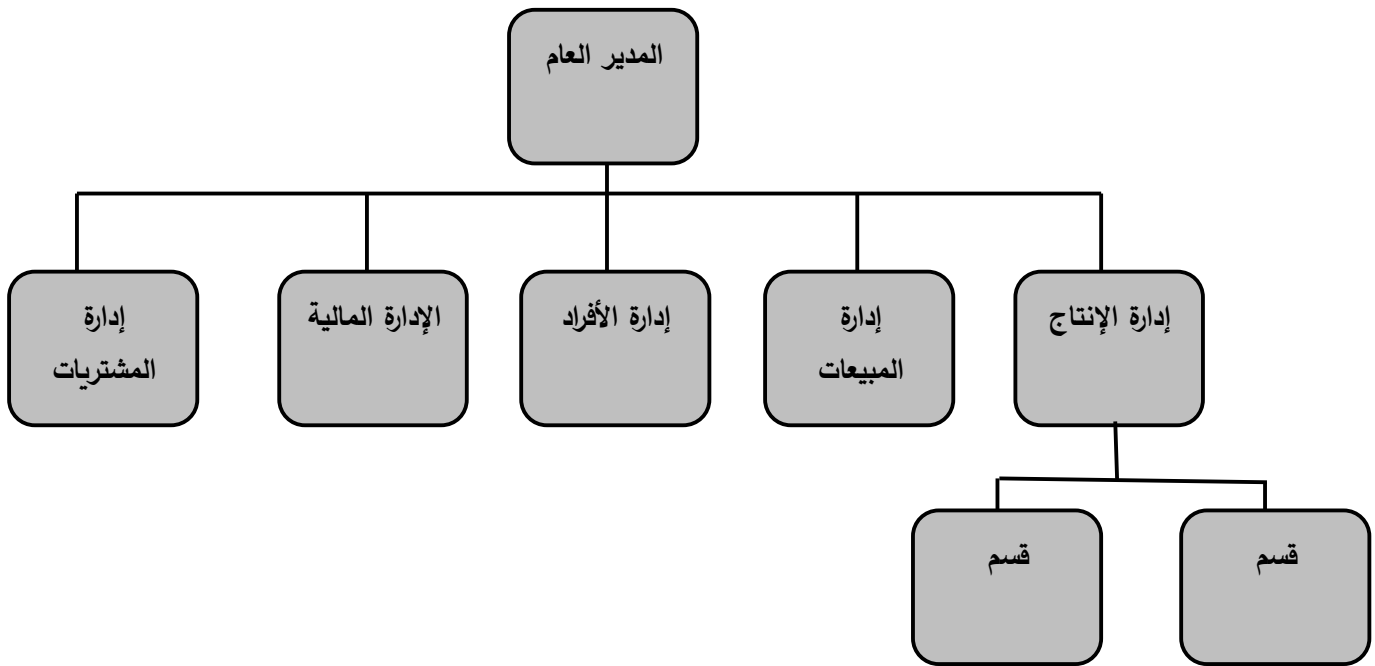 المدير العام
إدارة الإنتاج
إدارة
المبيعات
إدارة الأفراد
الإدارة المالية
إدارة
المشتريات
قسم
قسم